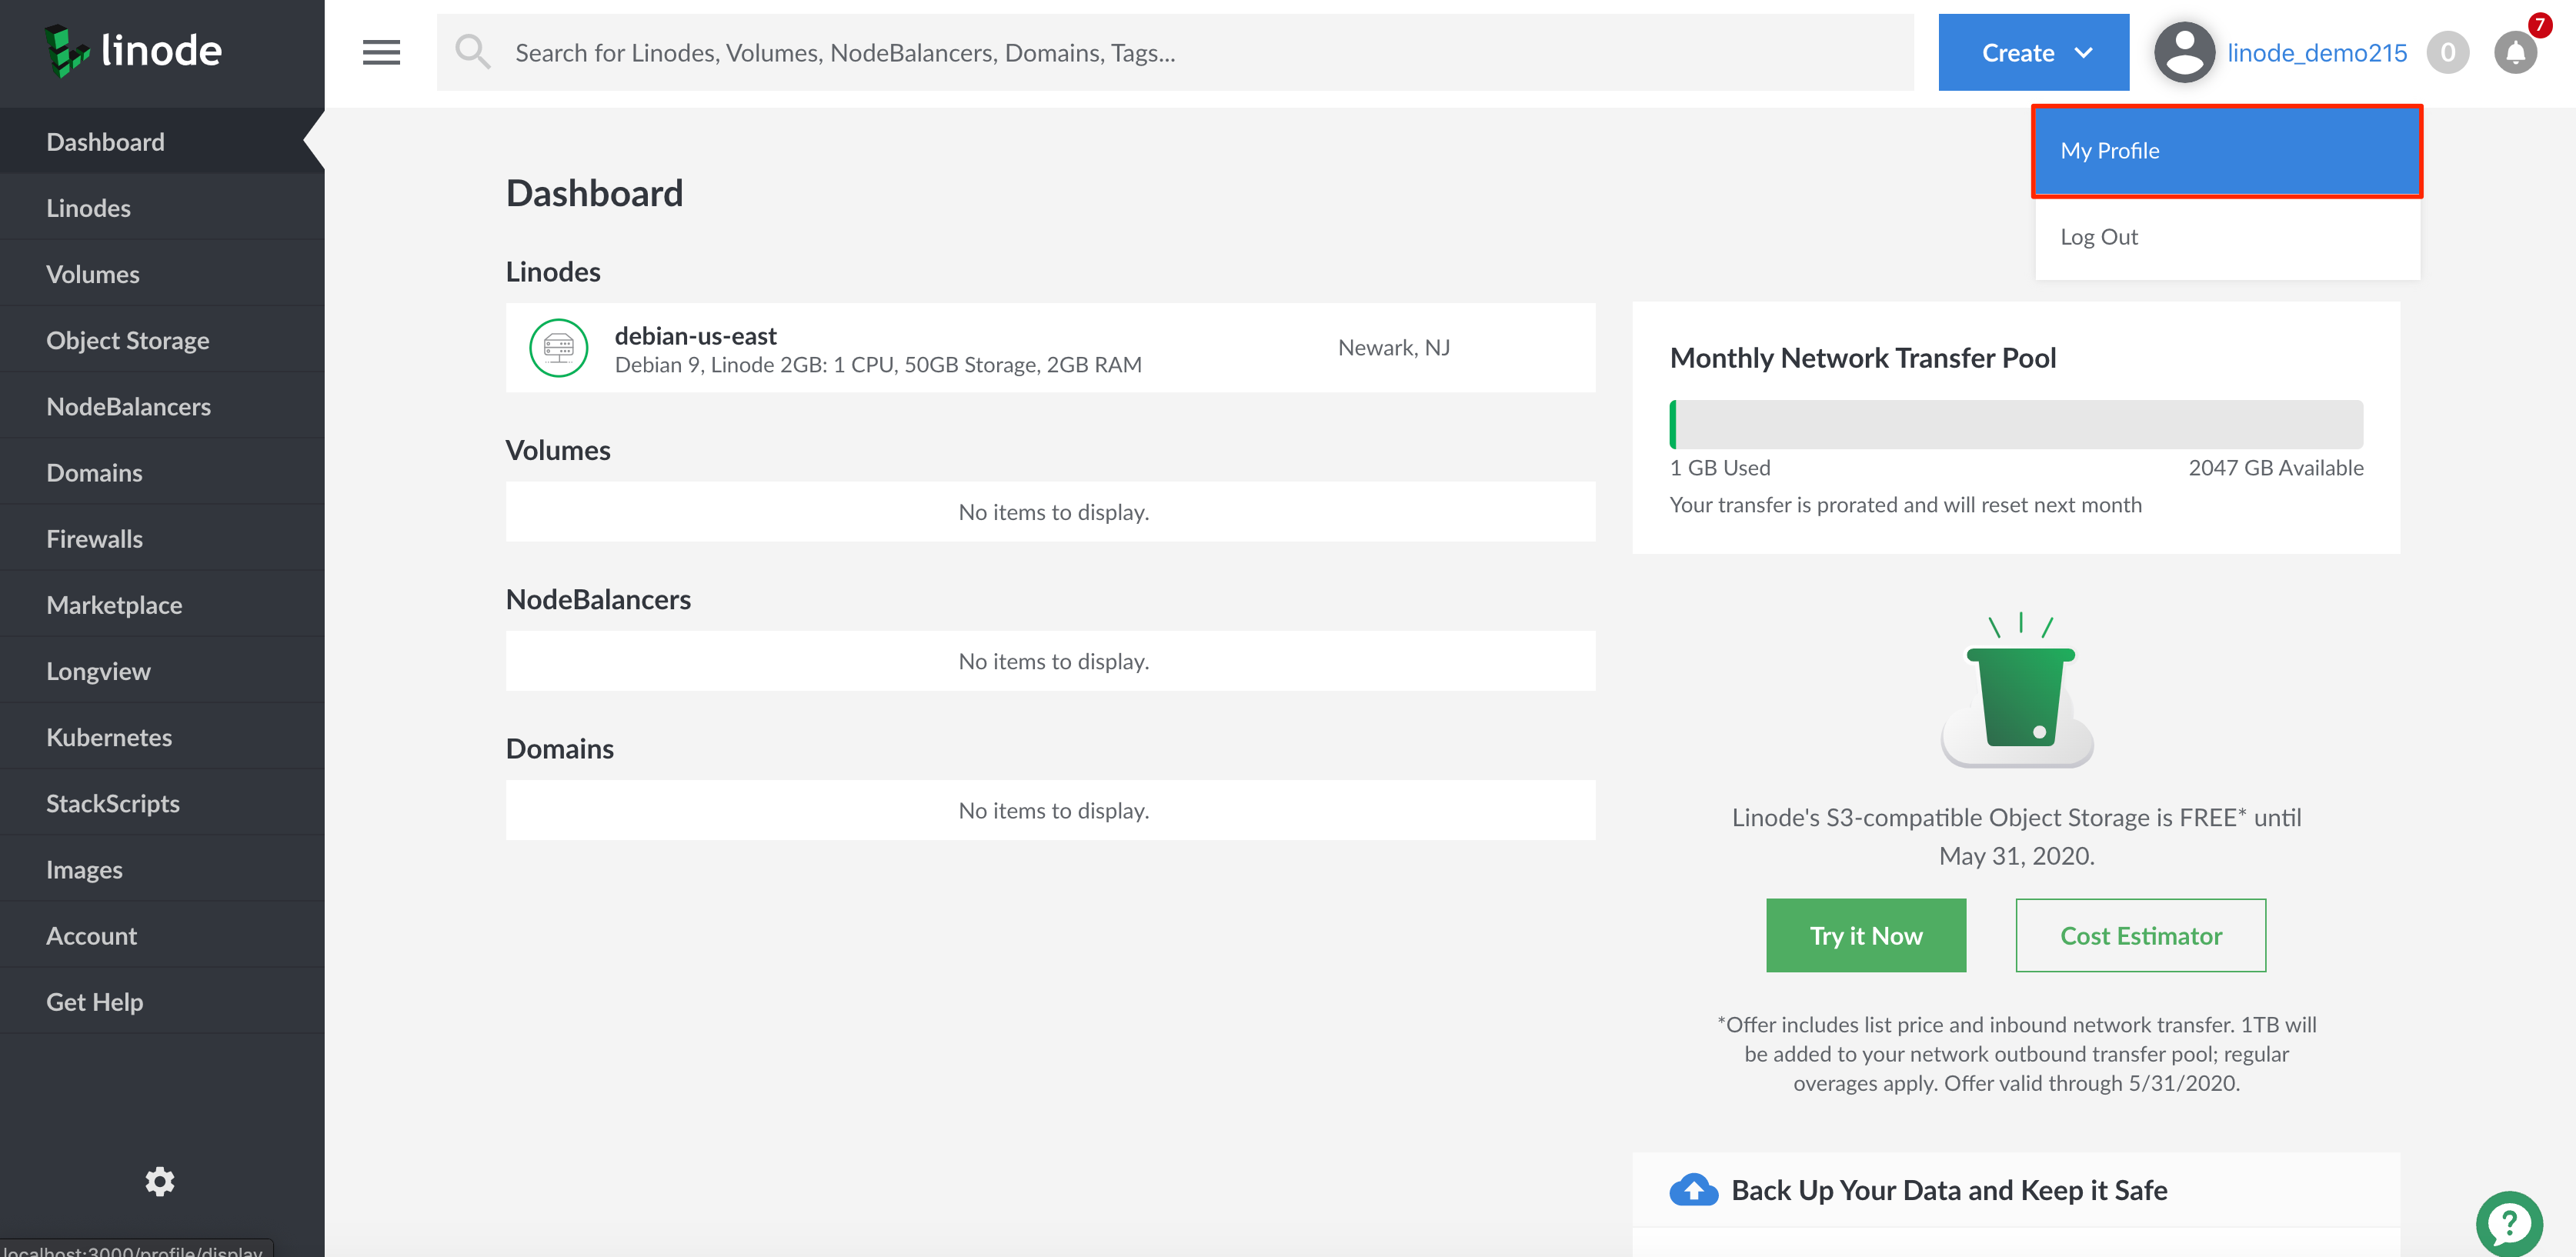 linode
Search for Linodes, Volumes, NodeBalancers, Domains, Tags...
Create
linode_demo215
0
7
My Profile
Log Out
Dashboard
Linodes
Volumes
Object Storage
NodeBalancers
Domains
Firewalls
Marketplace
Longview
Kubernetes
StackScripts
Images
Account
Get Help
localhost:3000/profile/display
Dashboard
Linodes
debian-us-east
Debian 9, Linode 2GB: 1 CPU, 50GB Storage, 2GB RAM
Newark, NJ
Volumes
No items to display.
NodeBalancers
No items to display.
Domains
No items to display.
Monthly Network Transfer Pool
1 GB Used
2047 GB Available
Your transfer is prorated and will reset next month
Linode's S3-compatible Object Storage is FREE* until
May 31, 2020.
Try it Now
Cost Estimator
*Offer includes list price and inbound network transfer. 1TB will
be added to your network outbound transfer pool; regular
overages apply. Offer valid through 5/31/2020.
Back Up Your Data and Keep it Safe
?